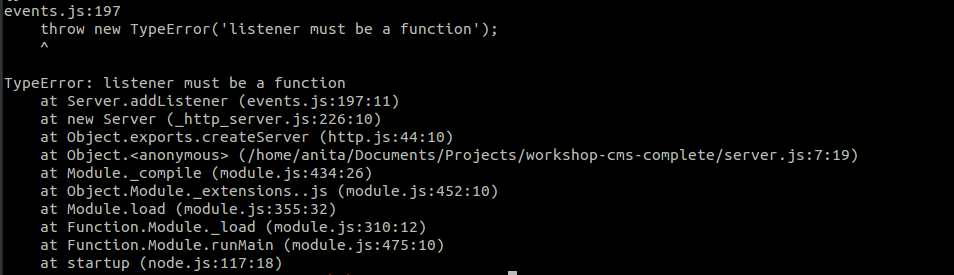 events.js:197
    throw new TypeError('listener must be a function');
    ^
TypeError: listener must be a function
    at Server.addListener (events.js:197:11)
    at new Server (_http_server.js:226:10)
    at Object.exports.createServer (http.js:44:10)
    at Object.<anonymous> (/home/anita/Documents/Projects/workshop-cms-complete/server.js:7:19)
    at Module._compile (module.js:434:26)
    at Object.Module._extensions..js (module.js:452:10)
    at Module.load (module.js:355:32)
    at Function.Module._load (module.js:310:12)
    at Function.Module.runMain (module.js:475:10)
    at startup (node.js:117:18)